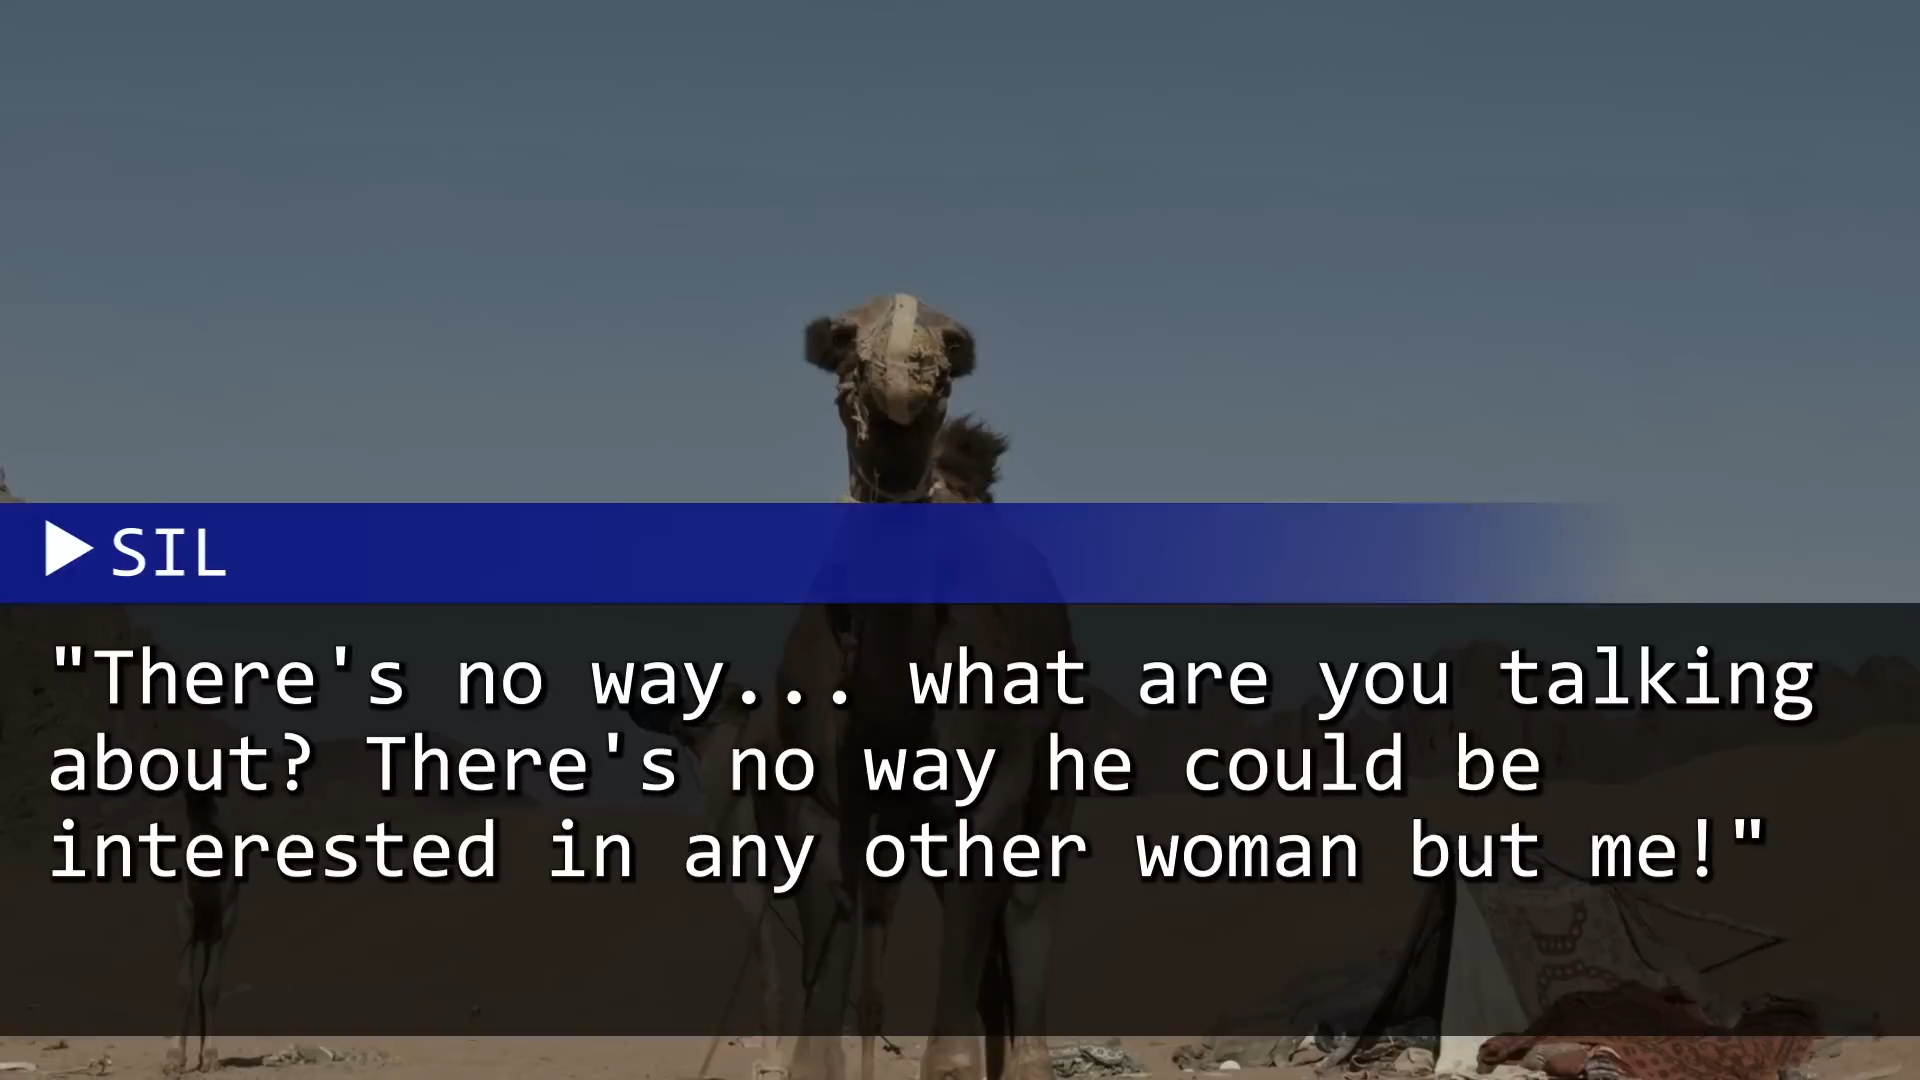 SIL
"There's no way... what are you talking
about? There's no way he could be
interested in any other woman but me!"